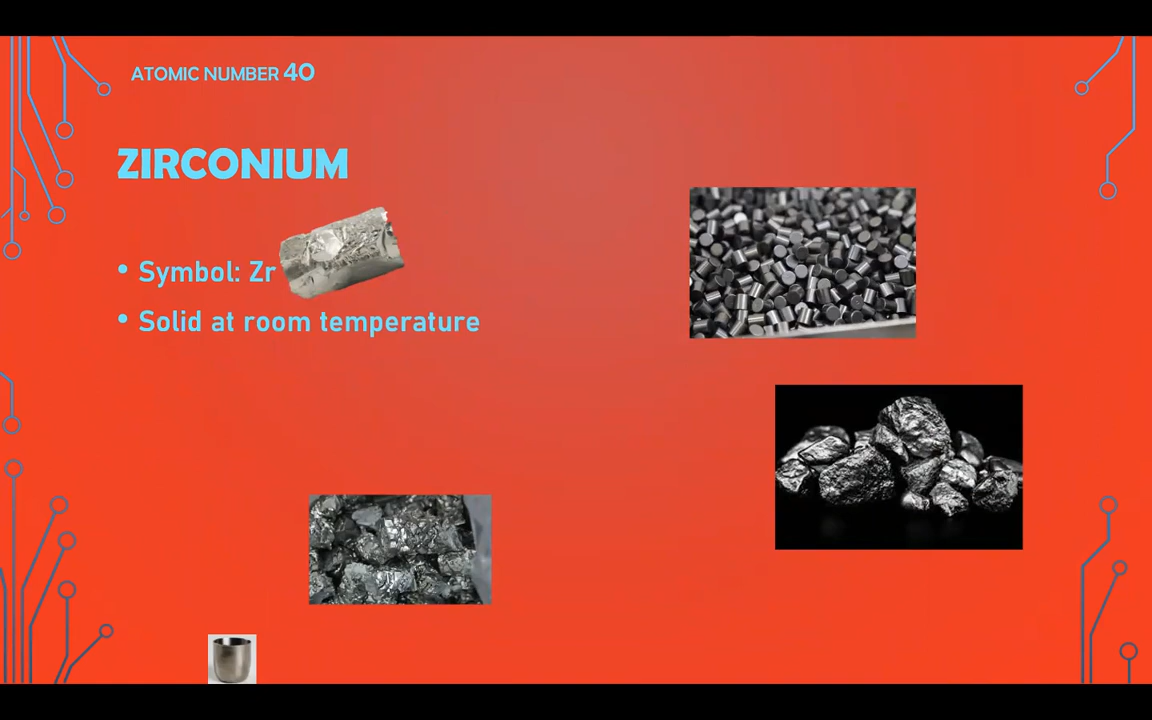 ATOMIC NUMBER 40
ZIRCONIUM
• Symbol: Zr
• Solid at room temperature